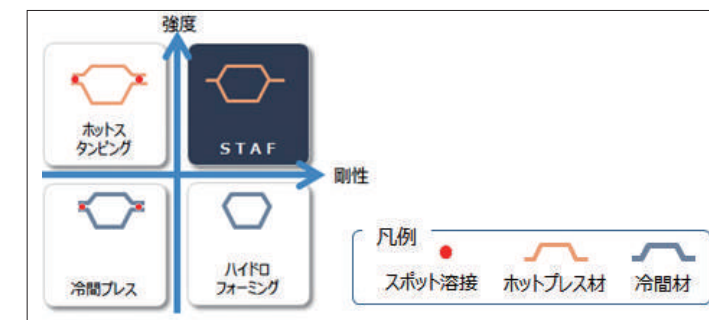 強度
ホットス
タンピング
STAF
剛性
冷間プレス
ハイドロ
フォーミング
凡例
スポット溶接
ホットプレス材
冷間材